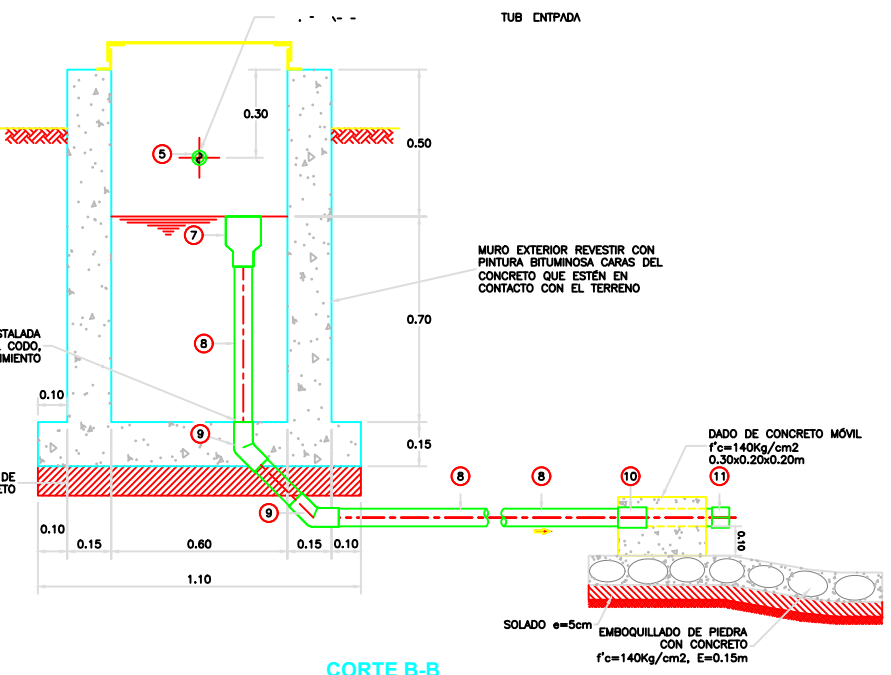 TUB
0.30
5
0.50
7
MURO EXTERIOR REVESTIR CON
PINTURA BITUMINOSA CARAS DEL
CONCRETO QUE ESTÉN EN
CONTACTO CON EL TERRENO
0.70
STALADA
CODO,
IMIENTO
8
0.10
9
0.15
DADO DE CONCRETO MÓVIL
f'c=140Kg/cm2
0.30x0.20x0.20m
DE
ETO
8
8
10
11
9
0.10
0.15
0.60
0.15
0.10
0.10
1.10
SOLADO e=5cm
EMBOQUILLADO DE PIEDRA
CON CONCRETO
f'c=140Kg/cm2, E=0.15m
CORTE B-B